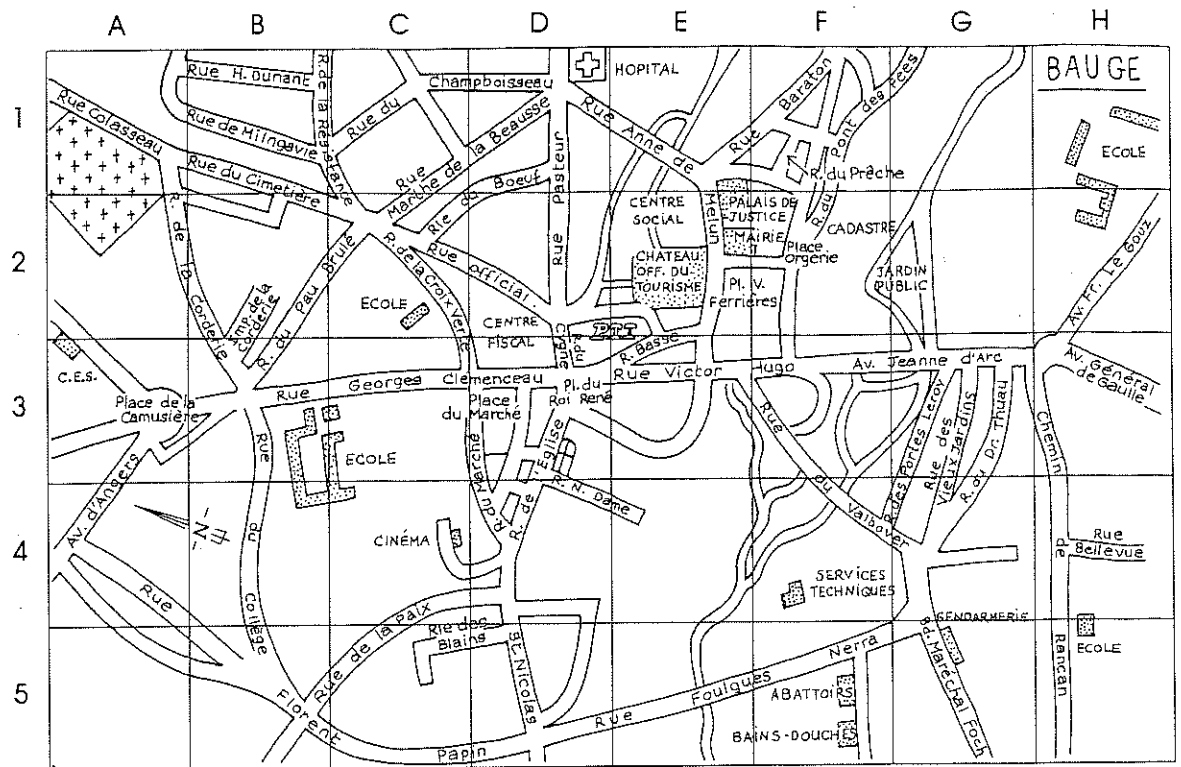 A B C D E F G H
1
2
3
4
5
BAUGE
HOPITAL
Rue H. Dunant
R. de la Résistance
Champboisseau
Rue du
Rue Colasseau
Rue de Milngavie
Rue du Cimetière
Rue
Marche de la Beausse
Rle du Boeuf
Rue Pasteur
Rue Anne de
Melun
Rue Baraton
R. du Pont des Fées
R. du Prêche
ECOLE
CENTRE
SOCIAL
PALAIS DE
JUSTICE
MAIRIE
Place
Orgerie
CADASTRE
R. de la Corderie
Imp. de la
Corderie
R. du Pau Brulé
R. de la Croix Verte
Rue Official.
ECOLE
CHATEAU
OFF. DU
TOURISME
Pl. V.
Ferrières
JARDIN
PUBLIC
Av. Fr. Le Gouz
CENTRE
FISCAL
PTT
R. du
Change
R. Basse
C.E.S.
Place de la
Camusière
Rue Georges Clemenceau
Place
du Marché
Pl. du
Roi René
Rue Victor Hugo
Av. Jeanne d'Arc
Av. Général
de Gaulle
Rue du Collège
ECOLE
R. du Marché
R. de l'Eglise
R. N. Dame
Rue du Valboyer
R. des Portes Leroy
Rue des
Vieux Jardins
R. du Dr. Thuau
Chemin de Rancan
Av. d'Angers
N
CINÉMA
SERVICES
TECHNIQUES
Rue
Bellevue
Rue
Florent
Papin
Rue de la Paix
Rle des
Blains
St. Nicolas
Rue Foulques Nerra
GENDARMERIE
Bd. Maréchal Foch
ECOLE
ABATTOIRS
BAINS-DOUCHES